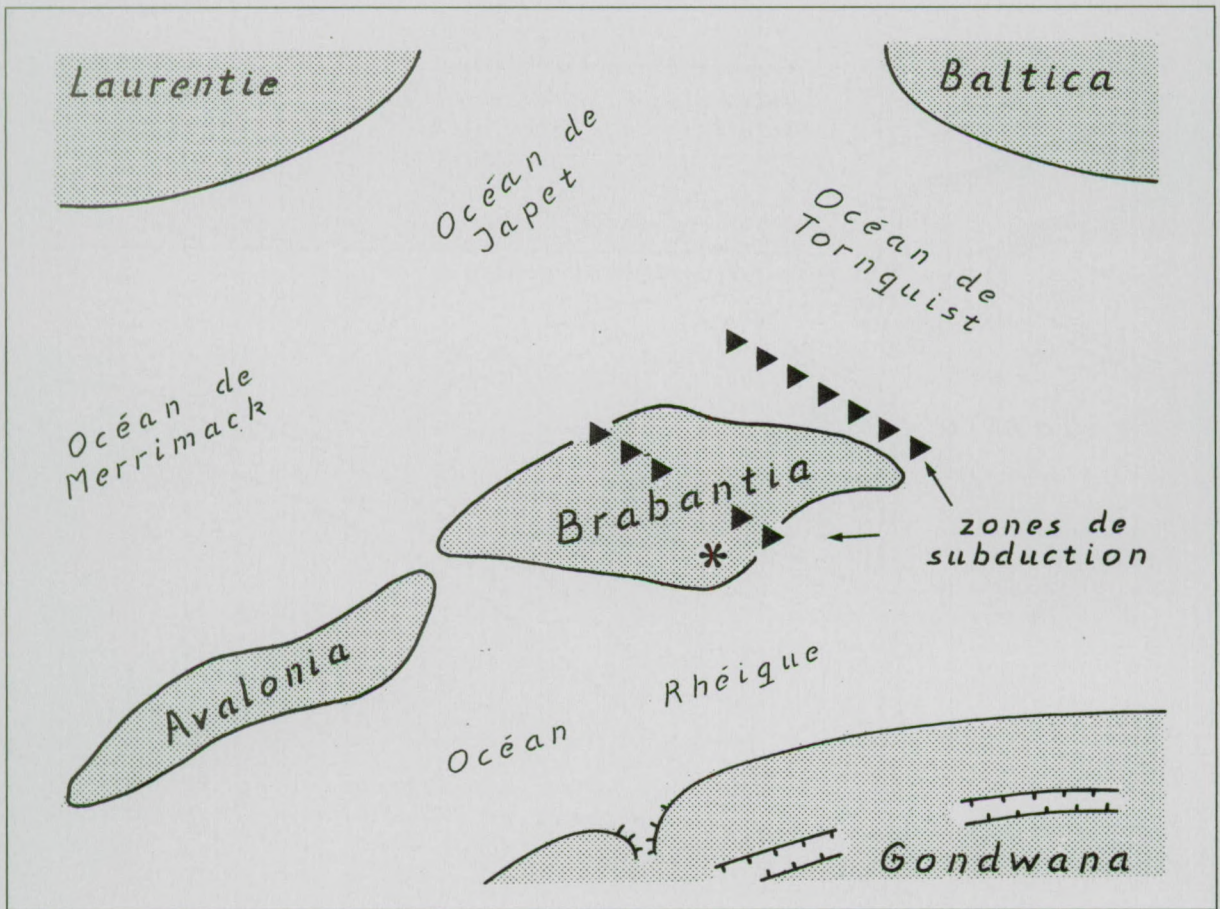 Laurentie
Baltica
Océan de
Japet
Océan de
Tornquist
Océan de
Merrimack
Brabantia
*
zones de
subduction
Avalonia
Océan Rhéique
Gondwana